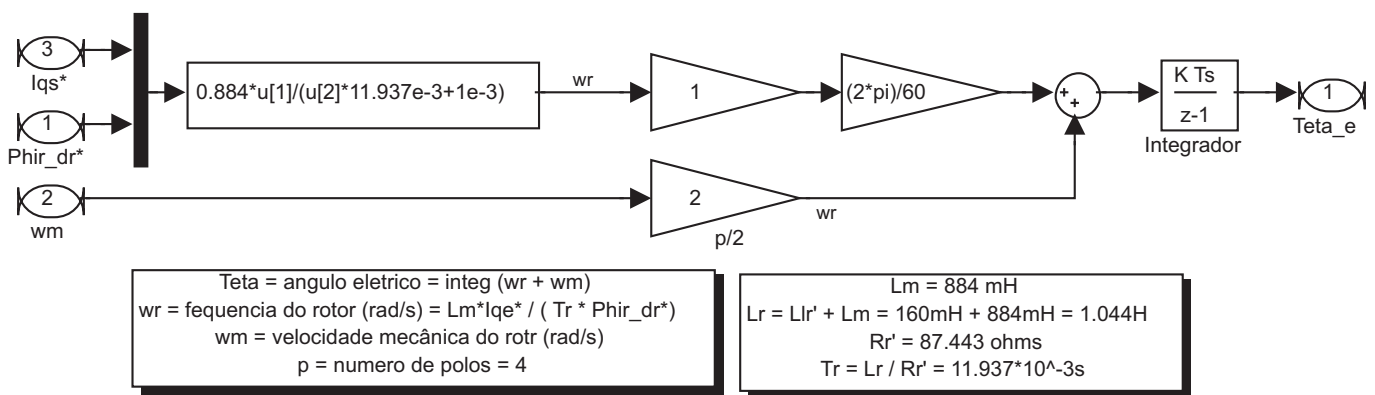 3
Iqs*
1
Phir_dr*
2
wm
0.884*u[1]/(u[2]*11.937e-3+1e-3)
wr
1
(2*pi)/60
+
+
K Ts
z-1
Integrador
1
Teta_e
2
p/2
wr
Teta = angulo eletrico = integ (wr + wm)
wr = fequencia do rotor (rad/s) = Lm*Iqe* / ( Tr * Phir_dr*)
wm = velocidade mecânica do rotr (rad/s)
p = numero de polos = 4
Lm = 884 mH
Lr = Llr' + Lm = 160mH + 884mH = 1.044H
Rr' = 87.443 ohms
Tr = Lr / Rr' = 11.937*10^-3s